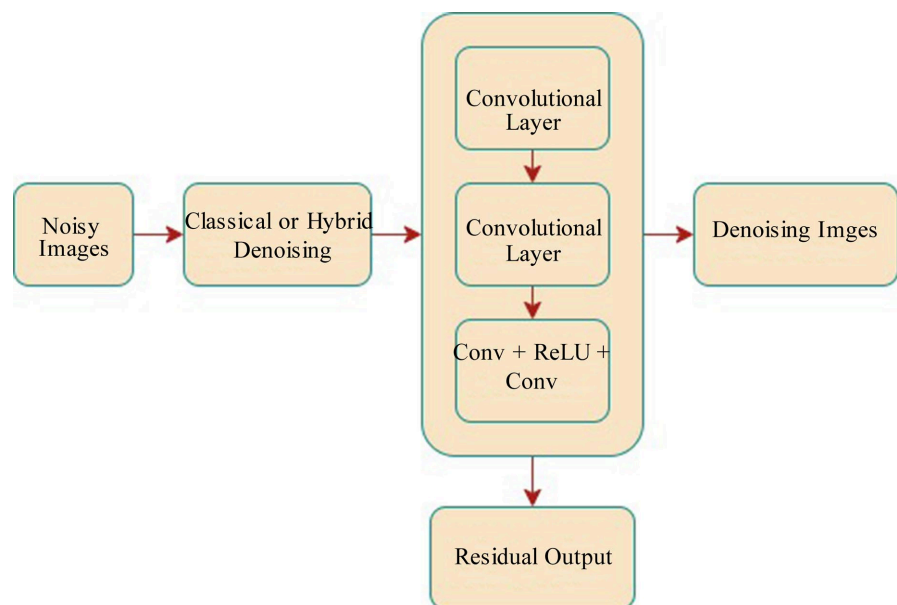 Noisy
Images
Classical or Hybrid
Denoising
Convolutional
Layer
Convolutional
Layer
Conv + ReLU +
Conv
Denoising Imges
Residual Output